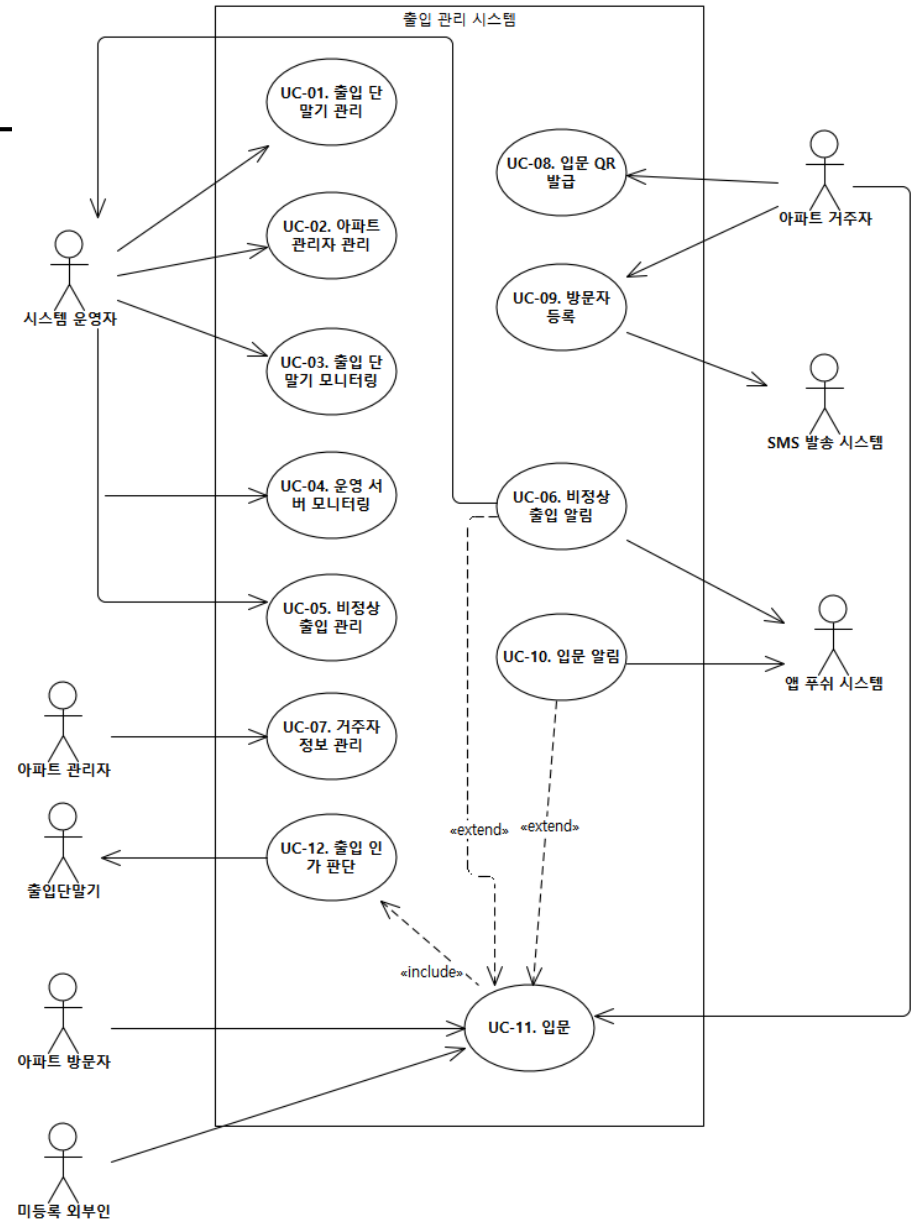 출입 관리 시스템
UC-01. 출입 단
말기 관리
UC-08. 입문 QR
발급
아파트 거주자
UC-02. 아파트
관리자 관리
시스템 운영자
UC-09. 방문자
등록
UC-03. 출입 단
말기 모니터링
SMS 발송 시스템
UC-04. 운영 서
버 모니터링
UC-06. 비정상
출입 알림
UC-05. 비정상
출입 관리
UC-10. 입문 알림
앱 푸쉬 시스템
UC-07. 거주자
정보 관리
아파트 관리자
«extend»
«extend»
UC-12. 출입 인
가 판단
출입단말기
«include»
UC-11. 입문
아파트 방문자
미등록 외부인